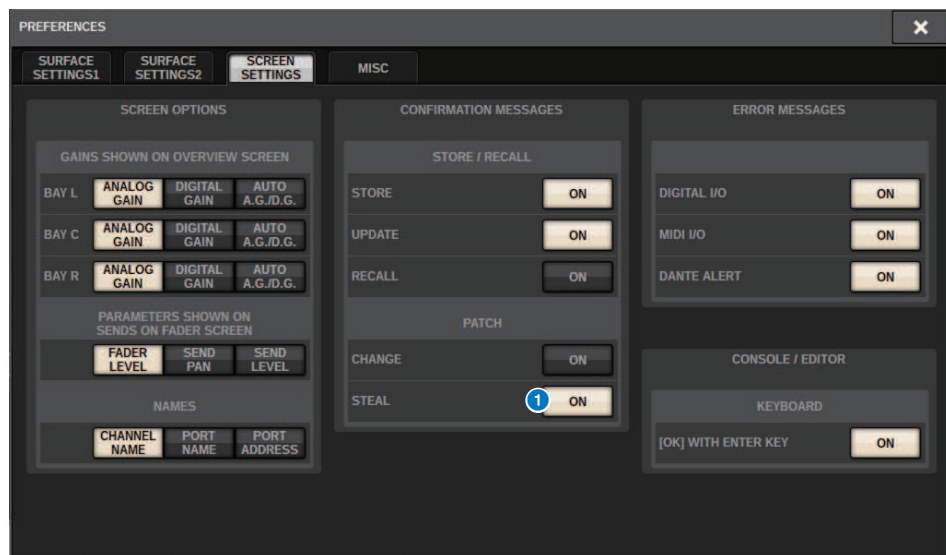 PREFERENCES
SURFACE
SETTINGS1
SURFACE
SETTINGS2
SCREEN
SETTINGS
MISC
SCREEN OPTIONS
GAINS SHOWN ON OVERVIEW SCREEN
BAY L
ANALOG
GAIN
DIGITAL
GAIN
AUTO
A.G./D.G.
BAY C
ANALOG
GAIN
DIGITAL
GAIN
AUTO
A.G./D.G.
BAY R
ANALOG
GAIN
DIGITAL
GAIN
AUTO
A.G./D.G.
PARAMETERS SHOWN ON
SENDS ON FADER SCREEN
FADER
LEVEL
SEND
PAN
SEND
LEVEL
NAMES
CHANNEL
NAME
PORT
NAME
PORT
ADDRESS
CONFIRMATION MESSAGES
STORE / RECALL
STORE ON
UPDATE ON
RECALL ON
PATCH
CHANGE ON
STEAL 1 ON
ERROR MESSAGES
DIGITAL I/O ON
MIDI I/O ON
DANTE ALERT ON
CONSOLE / EDITOR
KEYBOARD
[OK] WITH ENTER KEY ON